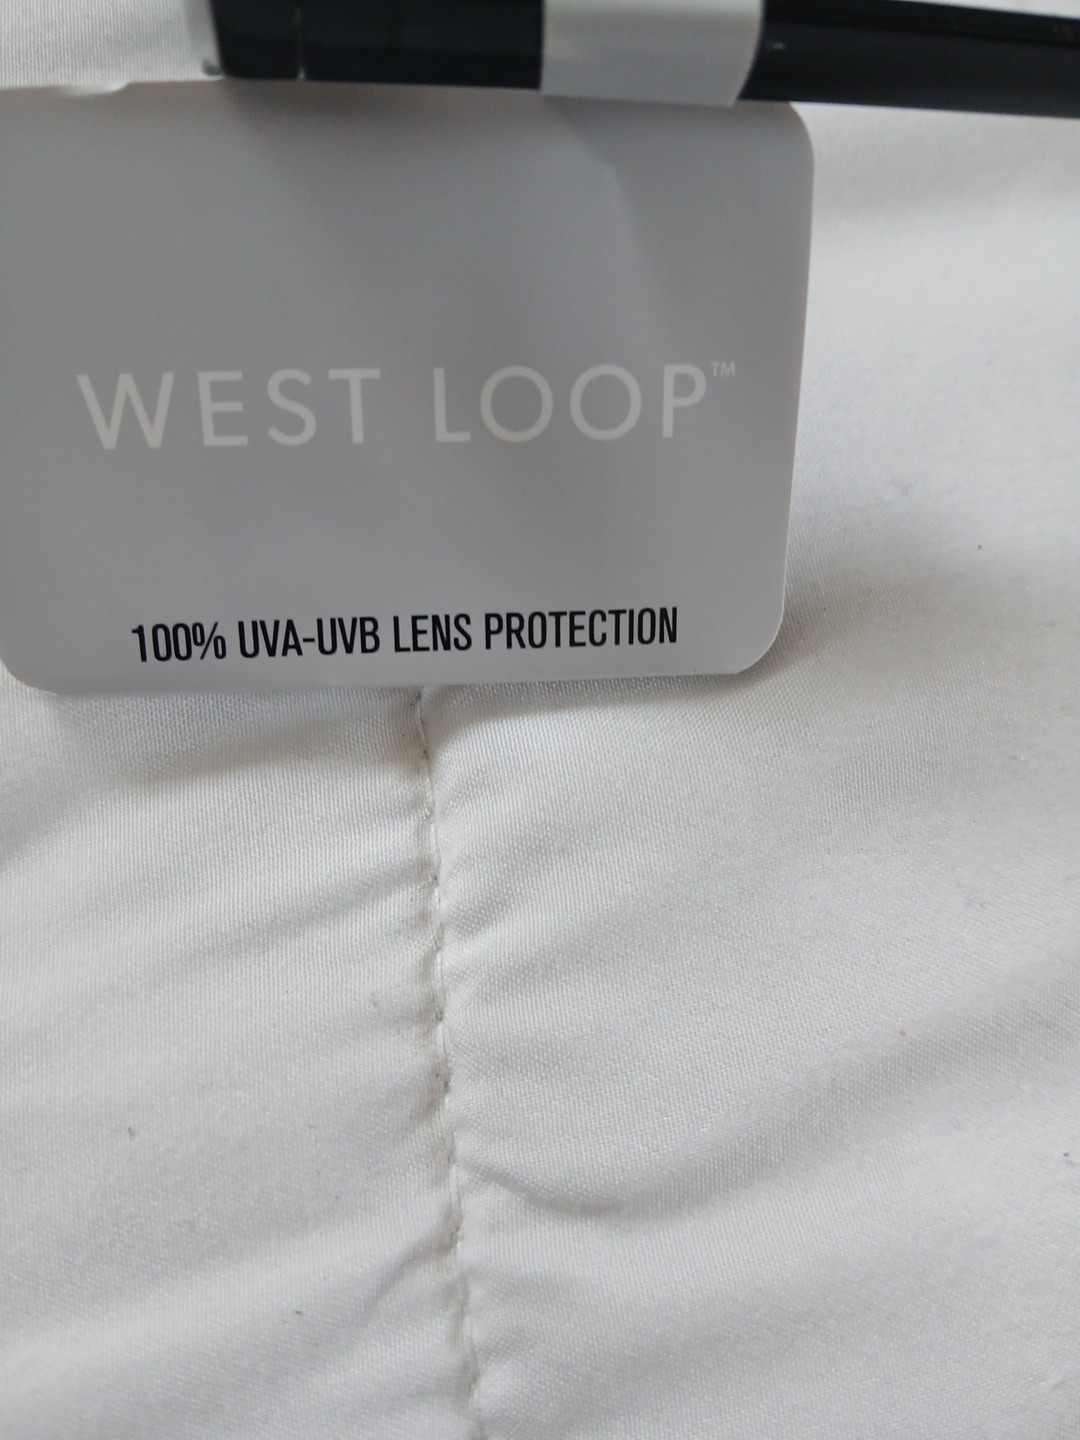 WEST LOOP™
100% UVA-UVB LENS PROTECTION